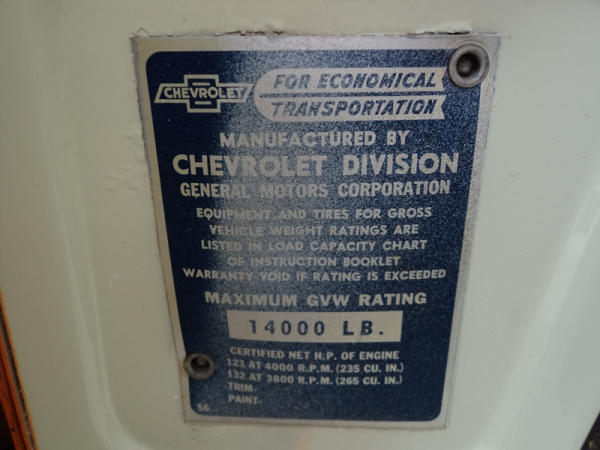 CHEVROLET
FOR ECONOMICAL
TRANSPORTATION
MANUFACTURED BY
CHEVROLET DIVISION
GENERAL MOTORS CORPORATION
EQUIPMENT AND TIRES FOR GROSS
VEHICLE WEIGHT RATINGS ARE
LISTED IN LOAD CAPACITY CHART
OF INSTRUCTION BOOKLET
WARRANTY VOID IF RATING IS EXCEEDED
MAXIMUM GVW RATING
14000 LB.
CERTIFIED NET H.P. OF ENGINE
123 AT 4000 R.P.M. (235 CU. IN.)
132 AT 3800 R.P.M. (265 CU. IN.)
TRIM-
PAINT-
56